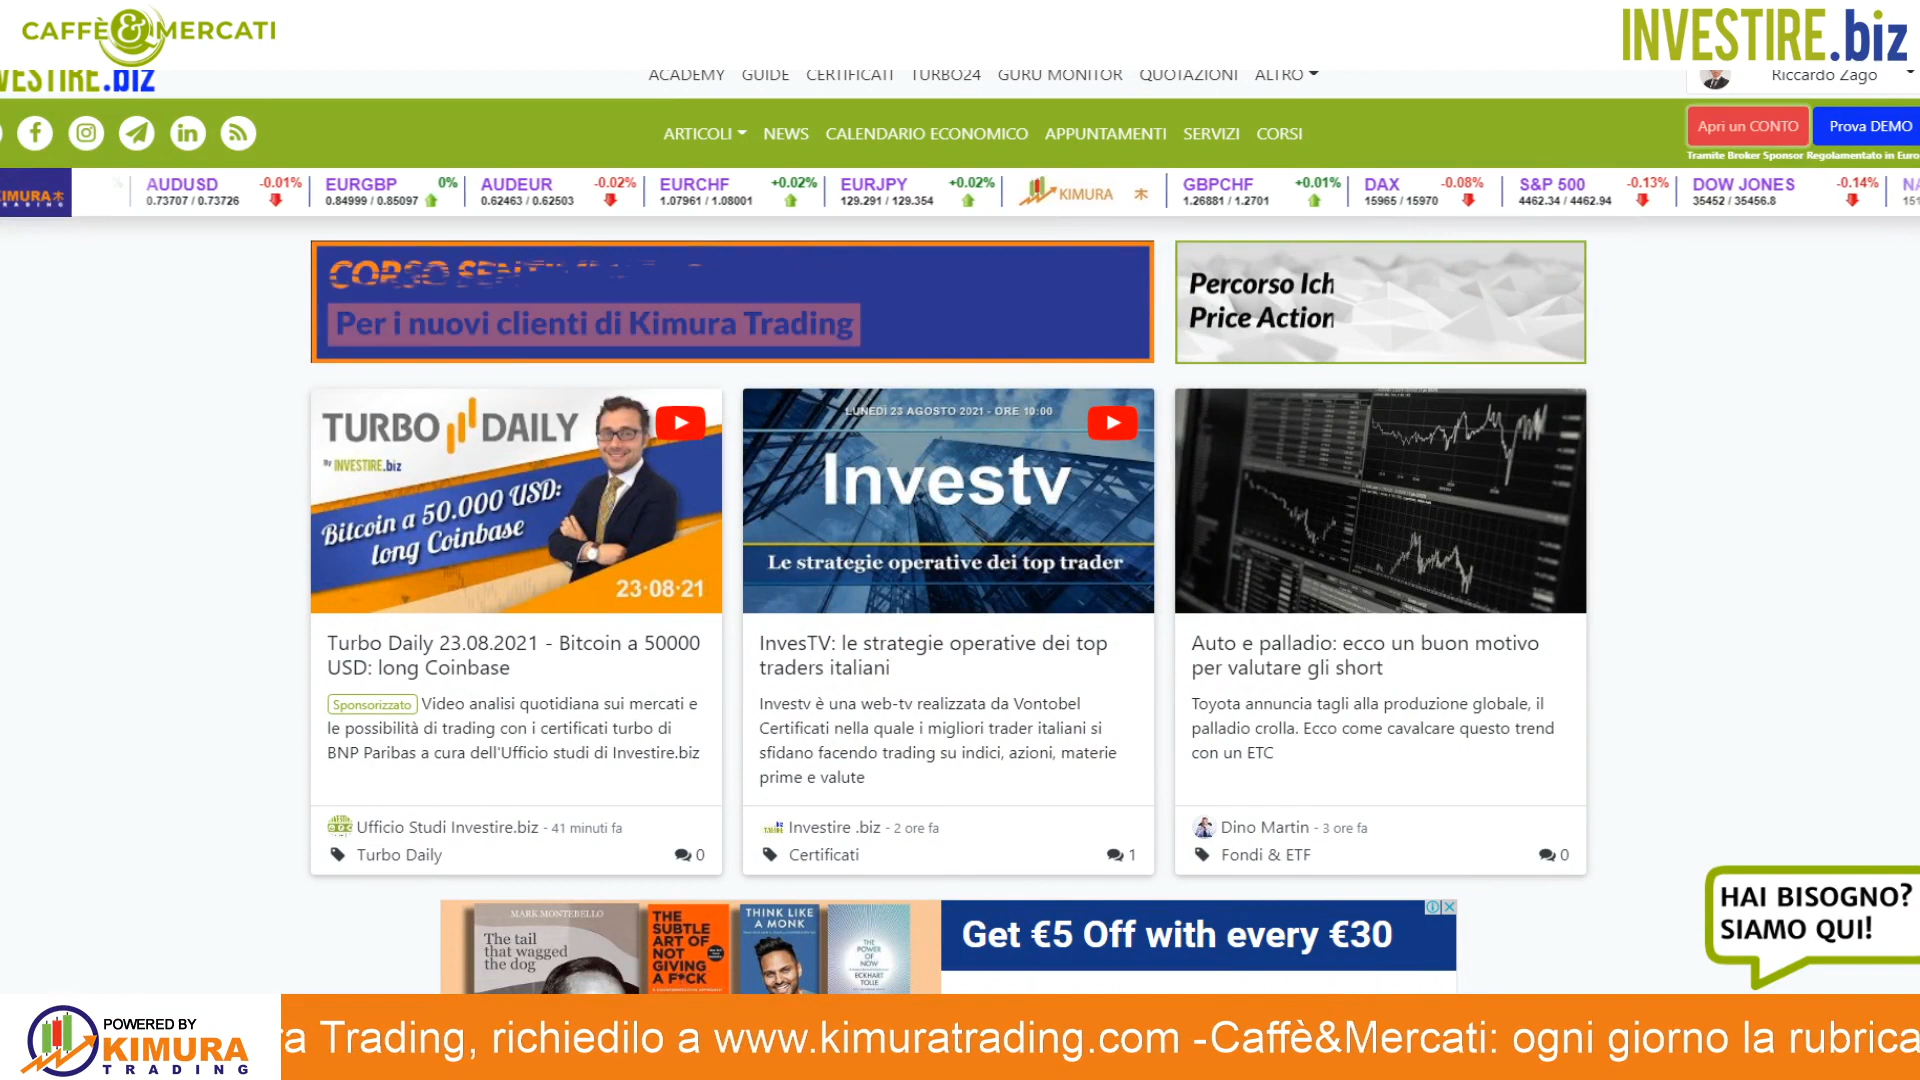 CAFFÈ&MERCATI
INVESTIRE.biz
ACADEMY GUIDE CERTIFICATI TURBO24 GURU MONITOR QUOTAZIONI ALTRO
Riccardo Zago
ARTICOLI NEWS CALENDARIO ECONOMICO APPUNTAMENTI SERVIZI CORSI
Apri un CONTO
Prova DEMO
Tramite Broker Sponsor Regolamentato in Euro
AUDUSD -0.01%
0.73707 / 0.73726
EURGBP 0%
0.84999 / 0.85097
AUDEUR -0.02%
0.62463 / 0.62503
EURCHF +0.02%
1.07961 / 1.08001
EURJPY +0.02%
129.291 / 129.354
KIMURA 木
GBPCHF +0.01%
1.26881 / 1.2701
DAX -0.08%
15965 / 15970
S&P 500 -0.13%
4462.34 / 4462.94
DOW JONES -0.14%
35452 / 35456.8
CORSO
Per i nuovi clienti di Kimura Trading
Percorso Ich
Price Action
TURBO DAILY
By INVESTIRE.biz
Bitcoin a 50.000 USD:
long Coinbase
23•08•21
LUNEDÌ 23 AGOSTO 2021 - ORE 10:00
Investv
Le strategie operative dei top trader
Turbo Daily 23.08.2021 - Bitcoin a 50000
USD: long Coinbase
Sponsorizzato Video analisi quotidiana sui mercati e
le possibilità di trading con i certificati turbo di
BNP Paribas a cura dell'Ufficio studi di Investire.biz
Ufficio Studi Investire.biz - 41 minuti fa
Turbo Daily 0
InvesTV: le strategie operative dei top
traders italiani
Investv è una web-tv realizzata da Vontobel
Certificati nella quale i migliori trader italiani si
sfidano facendo trading su indici, azioni, materie
prime e valute
Investire .biz - 2 ore fa
Certificati 1
Auto e palladio: ecco un buon motivo
per valutare gli short
Toyota annuncia tagli alla produzione globale, il
palladio crolla. Ecco come cavalcare questo trend
con un ETC
Dino Martin - 3 ore fa
Fondi & ETF 0
MARK MONTEBELLO
The tail
that wagged
the dog
THE
SUBTLE
ART OF
NOT
GIVING
A F*CK
THINK LIKE
A MONK
THE
POWER
OF NOW
ECKHART
TOLLE
Get €5 Off with every €30
HAI BISOGNO?
SIAMO QUI!
POWERED BY
KIMURA
TRADING
ra Trading, richiedilo a www.kimuratrading.com -Caffè&Mercati: ogni giorno la rubrica